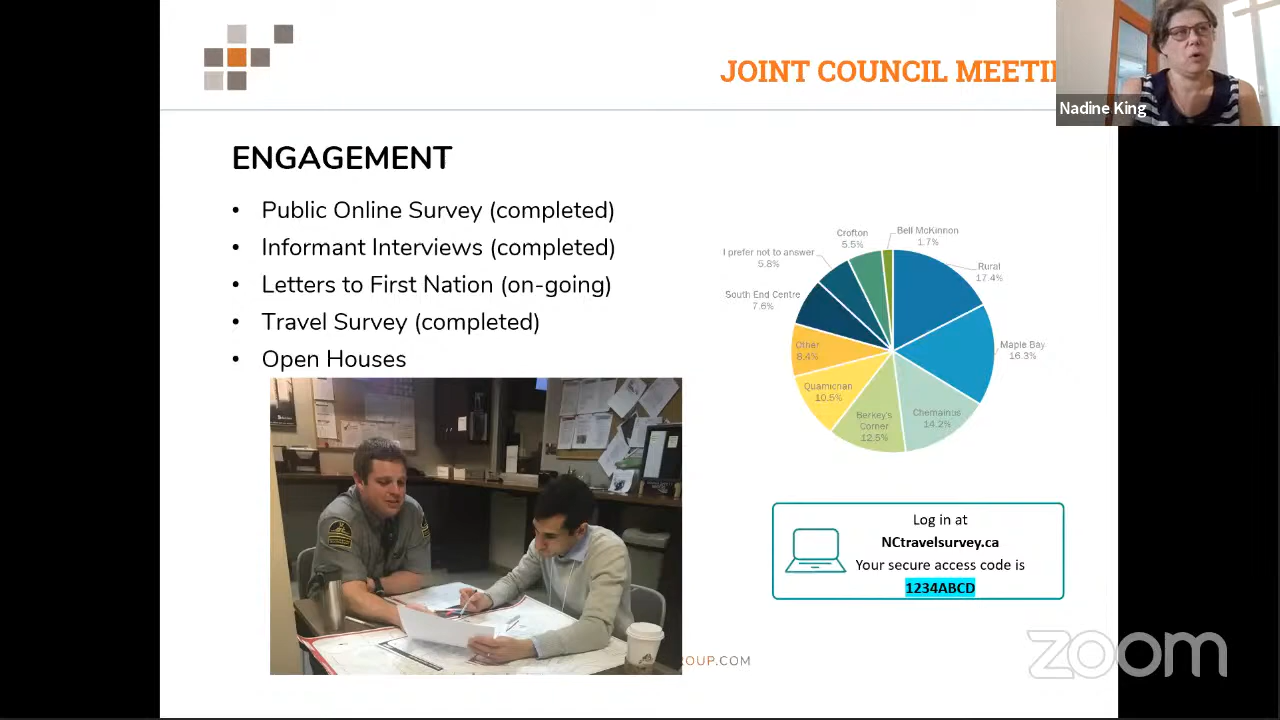 JOINT COUNCIL MEETI
Nadine King
ENGAGEMENT
• Public Online Survey (completed)
• Informant Interviews (completed)
• Letters to First Nation (on-going)
• Travel Survey (completed)
• Open Houses
Bell McKinnon
1.7%
Crofton
5.5%
I prefer not to answer
5.8%
South End Centre
7.6%
Other
8.4%
Quamichan
10.5%
Berkey's
Corner
12.5%
Chemainus
14.2%
Maple Bay
16.3%
Rural
17.4%
Log in at
NCtravelsurvey.ca
Your secure access code is
1234ABCD
ROUP.COM
zoom